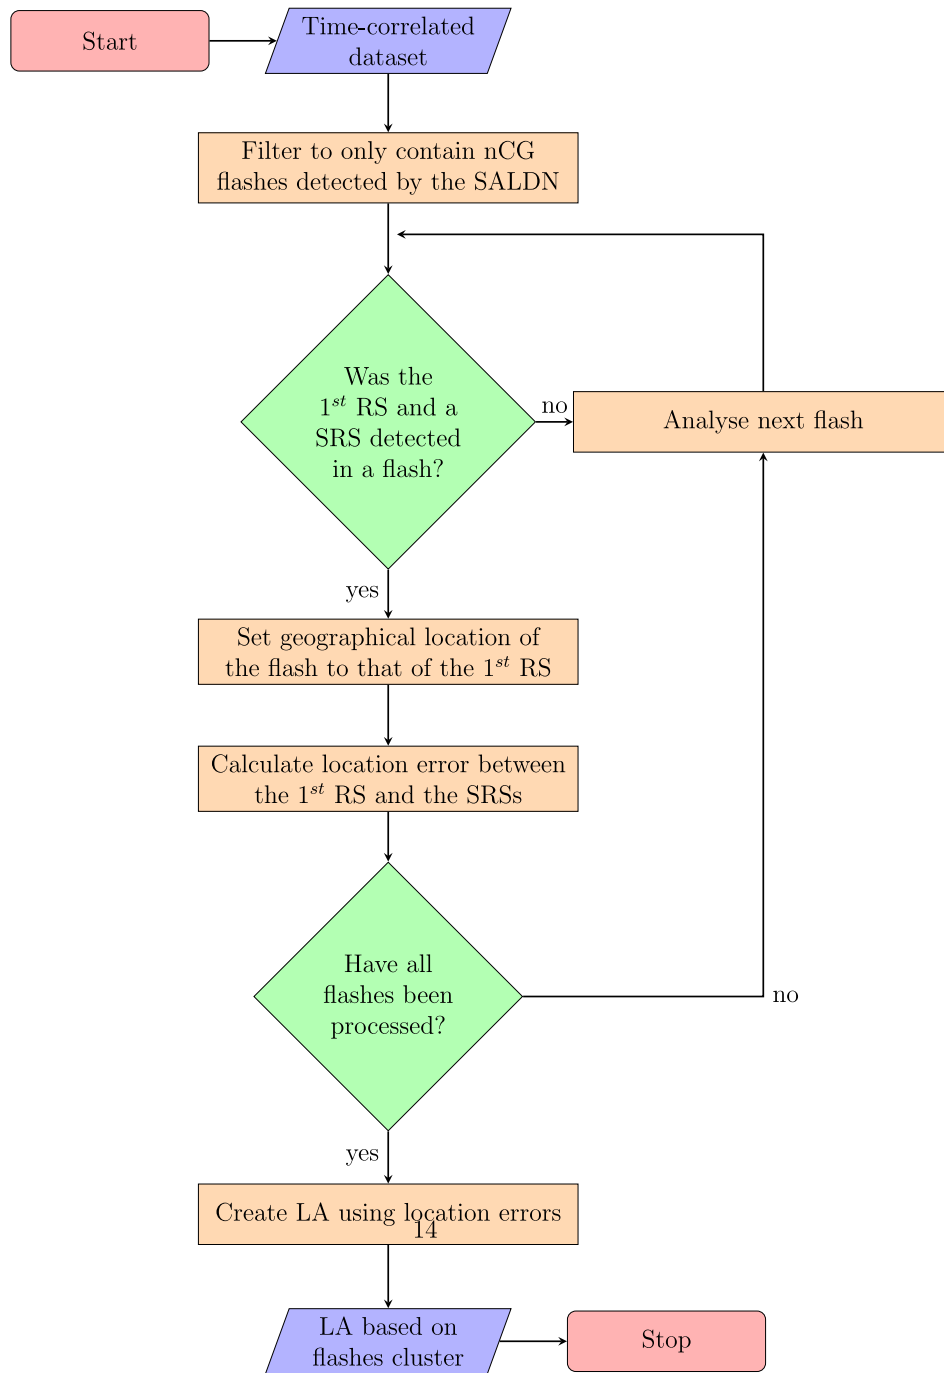 Start
Time-correlated
dataset
Filter to only contain nCG
flashes detected by the SALDN
Was the
1st RS and a
SRS detected
in a flash?
no
Analyse next flash
yes
Set geographical location of
the flash to that of the 1st RS
Calculate location error between
the 1st RS and the SRSs
Have all
flashes been
processed?
no
yes
Create LA using location errors
14
LA based on
flashes cluster
Stop